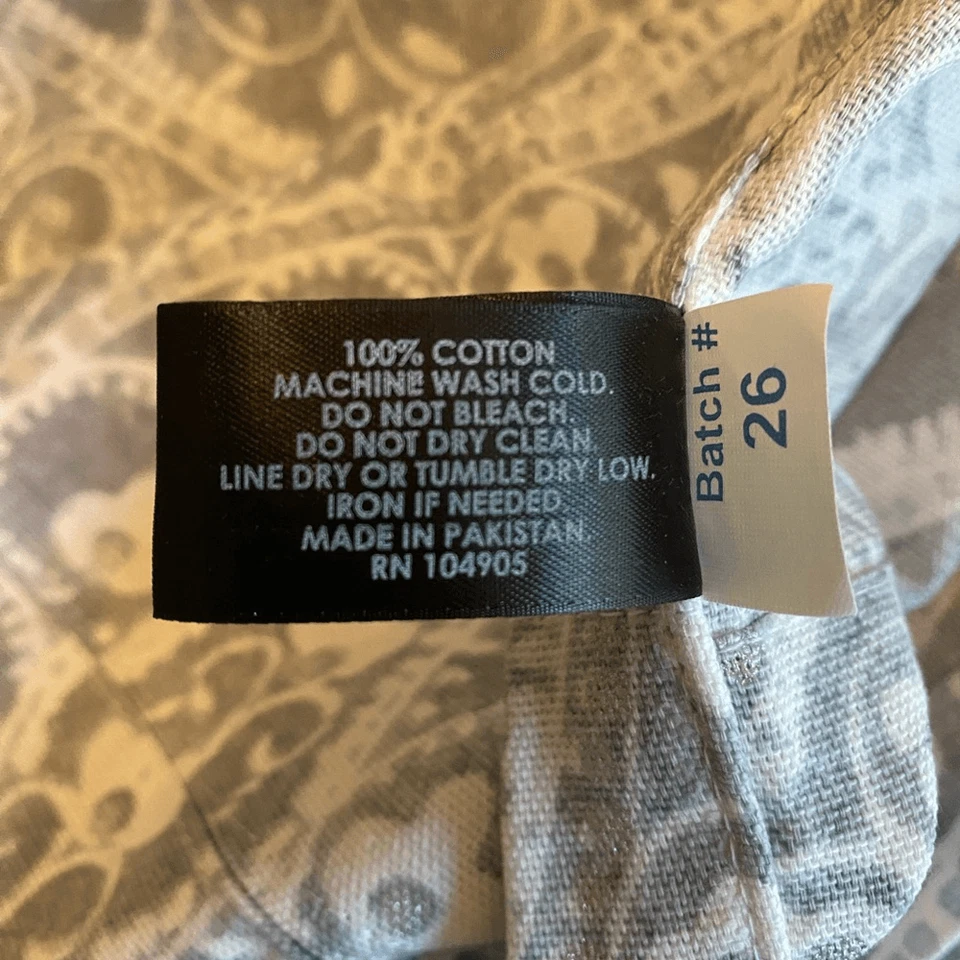 100% COTTON
MACHINE WASH COLD.
DO NOT BLEACH.
DO NOT DRY CLEAN.
LINE DRY OR TUMBLE DRY LOW.
IRON IF NEEDED
MADE IN PAKISTAN.
RN 104905
Batch #
26